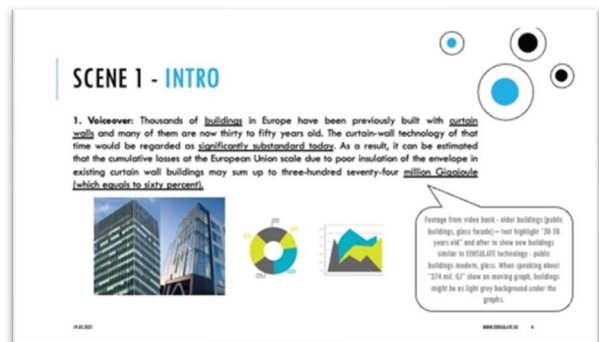 SCENE 1 - INTRO
1. Voiceover: Thousands of buildings in Europe have been previously built with curtain
walls and many of them are now thirty to fifty years old. The curtain-wall technology of that
time would be regarded as significantly substandard today. As a result, it can be estimated
that the cumulative losses at the European Union scale due to poor insulation of the envelope in
existing curtain wall buildings may sum up to three-hundred seventy-four million Gigajoule
(which equals to sixty percent).
Footage from video bank - older buildings (public
buildings, glass facade) – text highlight "30-50
years old" and after to show new buildings
similar to EENSULATE technology - public
buildings modern, glass. When speaking about
"374 mil. GJ" show on moving graph, buildings
might be as light grey background under the
graphs.
WWW.EENSULATE.EU 6